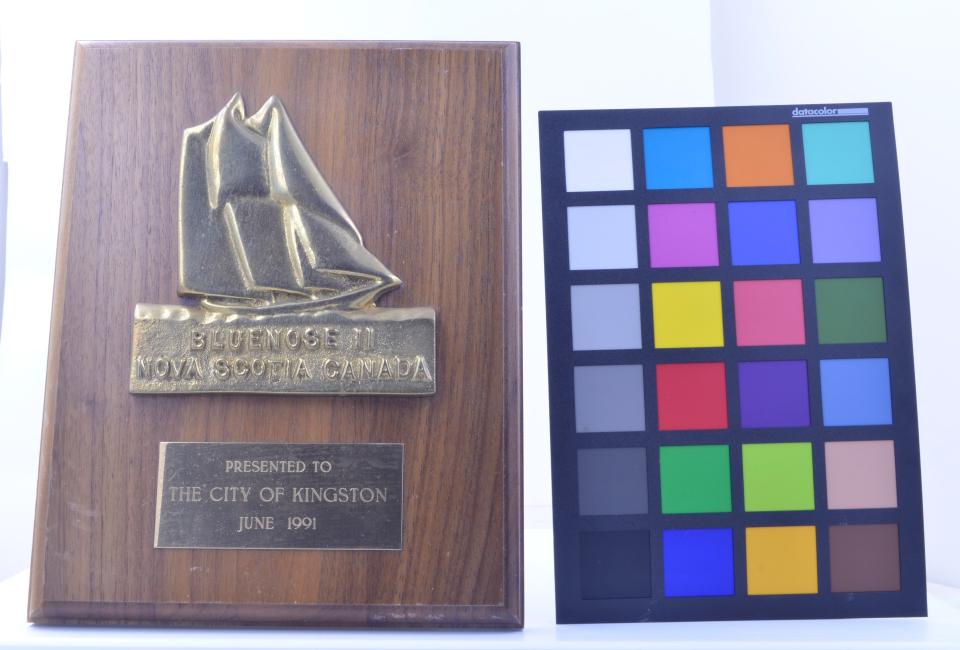 BLUENOSE II
NOVA SCOTIA CANADA
PRESENTED TO
THE CITY OF KINGSTON
JUNE 1991
datacolor